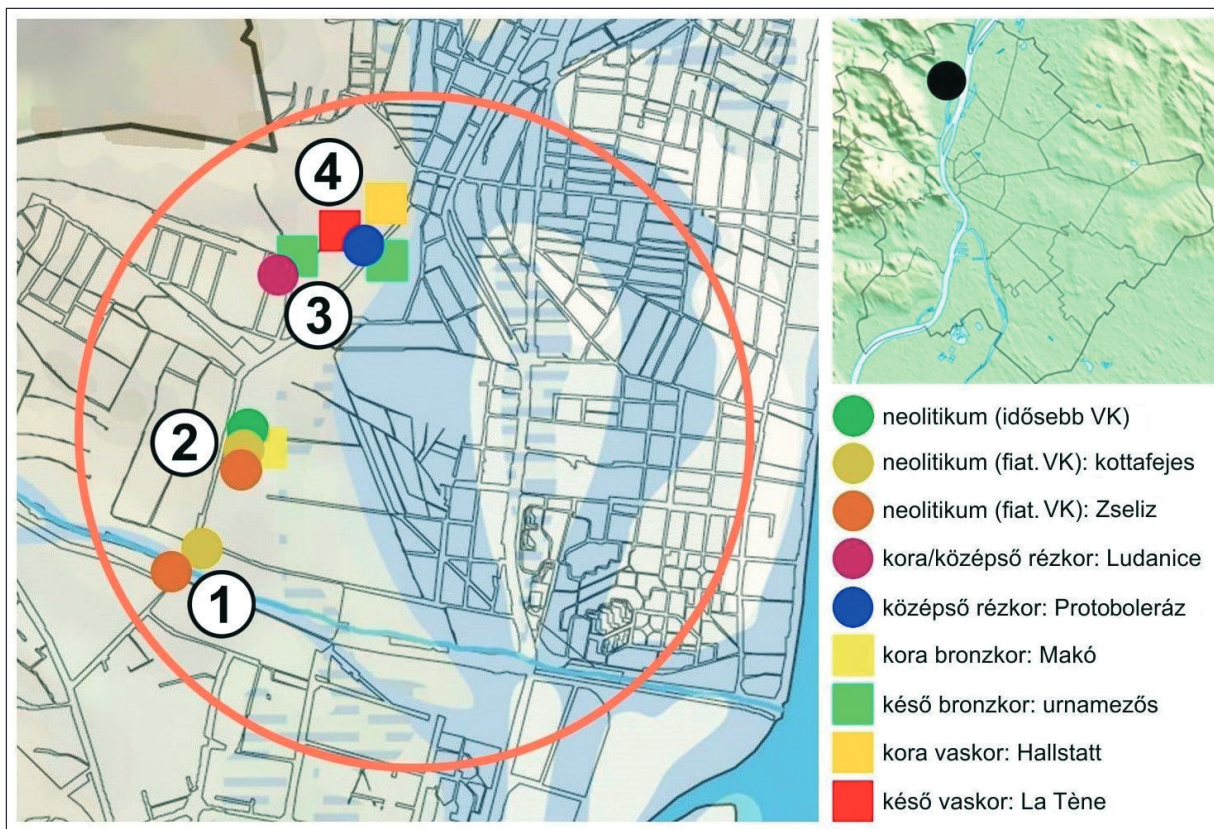 4
3
2
1
neolitikum (idősebb VK)
neolitikum (fiat. VK): kottafejes
neolitikum (fiat. VK): Zseliz
kora/középső rézkor: Ludanice
középső rézkor: Protoboleráz
kora bronzkor: Makó
késő bronzkor: urnamezős
kora vaskor: Hallstatt
késő vaskor: La Tène